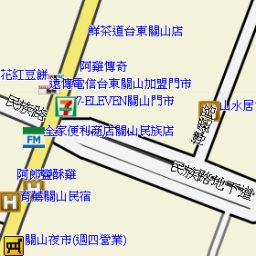 鮮茶道台東關山店
阿雞傳奇
花紅豆餅
遠傳電信台東關山加盟門市
7-ELEVEN關山門市
山水居
民族路
全家便利商店關山民族店
FM
民族路地下道
阿郎鹽酥雞
育萬關山民宿
H
H
關山夜市(週四營業)